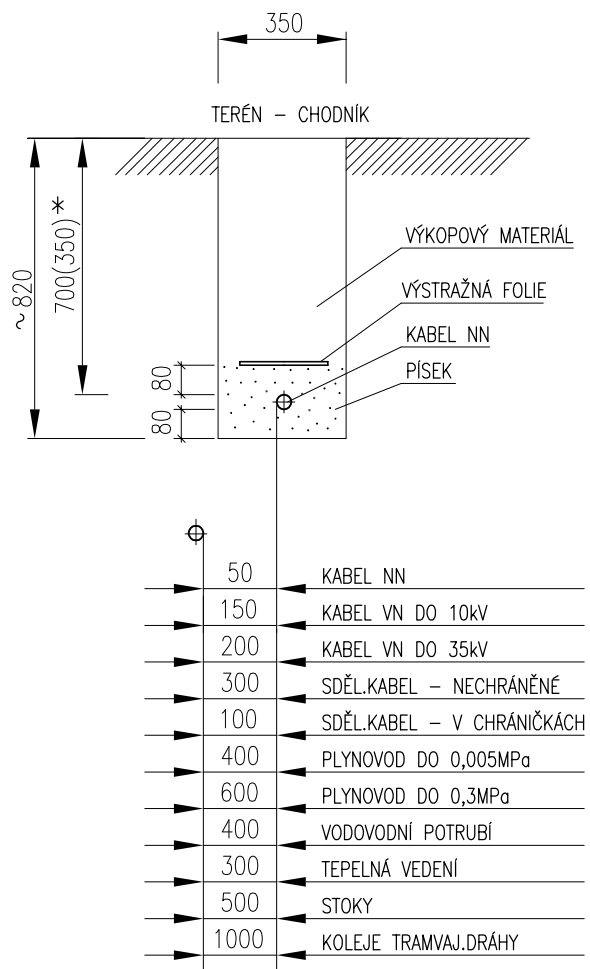 350
TERÉN – CHODNÍK
~820
700(350)*
VÝKOPOVÝ MATERIÁL
VÝSTRAŽNÁ FOLIE
KABEL NN
PÍSEK
80
80
50 KABEL NN
150 KABEL VN DO 10kV
200 KABEL VN DO 35kV
300 SDĚL.KABEL – NECHRÁNĚNÉ
100 SDĚL.KABEL – V CHRÁNIČKÁCH
400 PLYNOVOD DO 0,005MPa
600 PLYNOVOD DO 0,3MPa
400 VODOVODNÍ POTRUBÍ
300 TEPELNÁ VEDENÍ
500 STOKY
1000 KOLEJE TRAMVAJ.DRÁHY